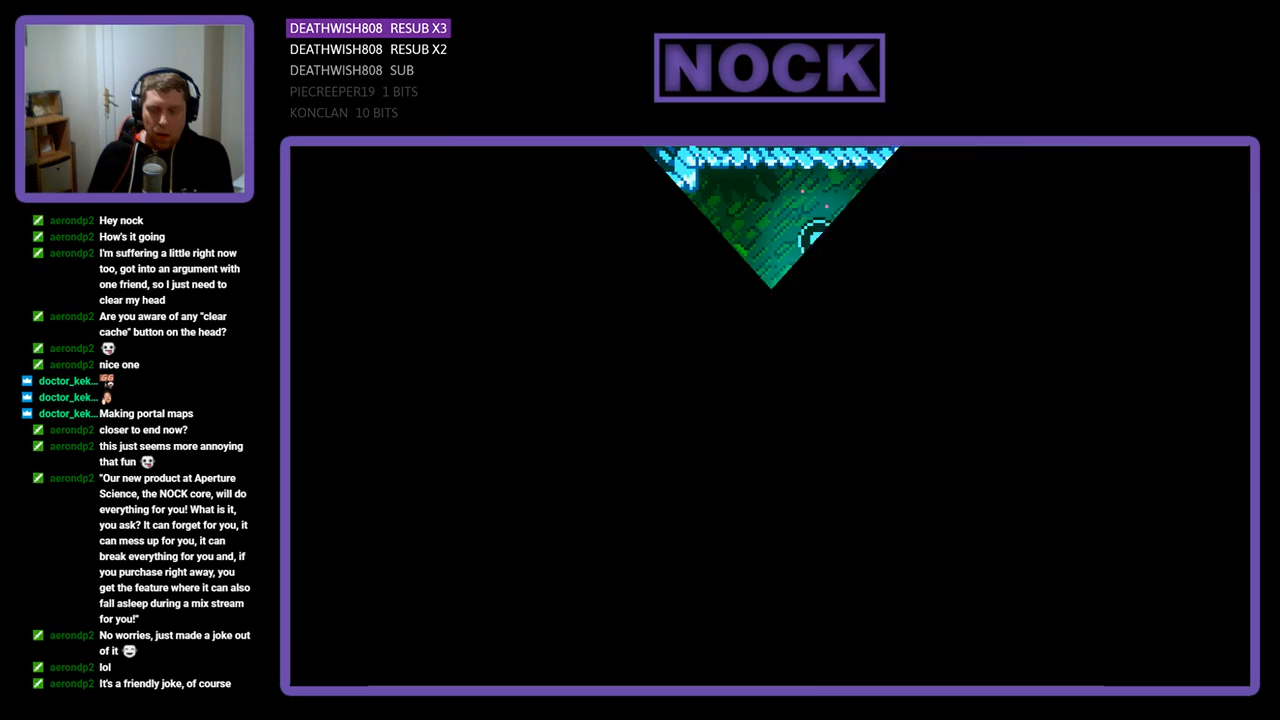 DEATHWISH808 RESUB X3
DEATHWISH808 RESUB X2
DEATHWISH808 SUB
PIECREEPER19 1 BITS
KONCLAN 10 BITS
NOCK
aerondp2 Hey nock
aerondp2 How's it going
aerondp2 I'm suffering a little right now
too, got into an argument with
one friend, so I just need to
clear my head
aerondp2 Are you aware of any "clear
cache" button on the head?
aerondp2
aerondp2 nice one
doctor_kek...
doctor_kek...
doctor_kek... Making portal maps
aerondp2 closer to end now?
aerondp2 this just seems more annoying
that fun
aerondp2 "Our new product at Aperture
Science, the NOCK core, will do
everything for you! What is it,
you ask? It can forget for you, it
can mess up for you, it can
break everything for you and, if
you purchase right away, you
get the feature where it can also
fall asleep during a mix stream
for you!"
aerondp2 No worries, just made a joke out
of it
aerondp2 lol
aerondp2 It's a friendly joke, of course